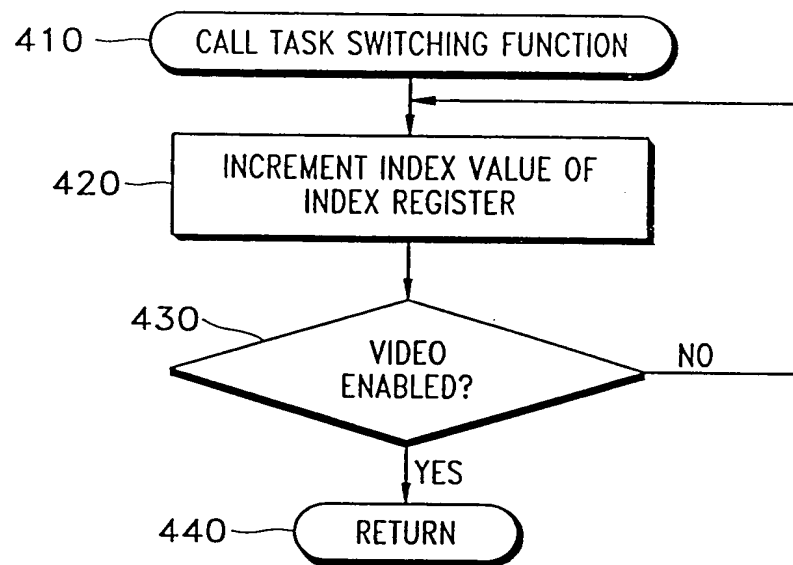 410
CALL TASK SWITCHING FUNCTION
420
INCREMENT INDEX VALUE OF
INDEX REGISTER
430
VIDEO
ENABLED?
NO
YES
440
RETURN